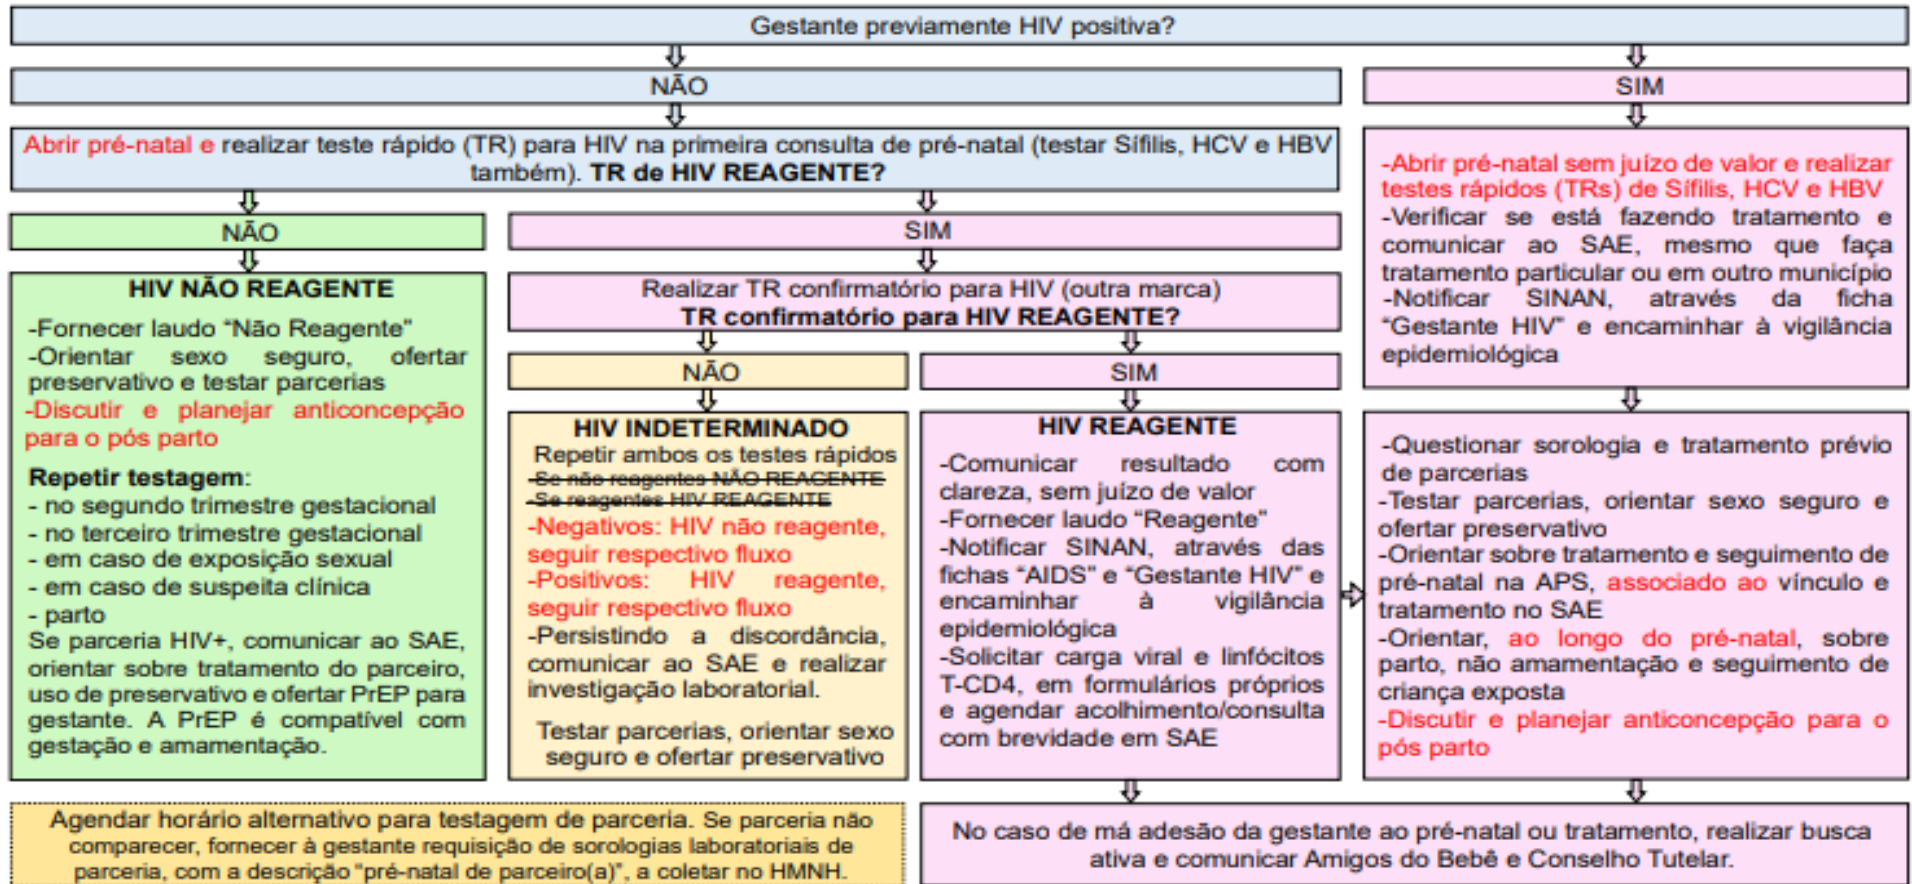 Gestante previamente HIV positiva?
NÃO
SIM
Abrir pré-natal e realizar teste rápido (TR) para HIV na primeira consulta de pré-natal (testar Sífilis, HCV e HBV
também). TR de HIV REAGENTE?
NÃO
SIM
HIV NÃO REAGENTE
-Fornecer laudo “Não Reagente”
-Orientar sexo seguro, ofertar
preservativo e testar parcerias
-Discutir e planejar anticoncepção
para o pós parto
Repetir testagem:
- no segundo trimestre gestacional
- no terceiro trimestre gestacional
- em caso de exposição sexual
- em caso de suspeita clínica
- parto
Se parceria HIV+, comunicar ao SAE,
orientar sobre tratamento do parceiro,
uso de preservativo e ofertar PrEP para
gestante. A PrEP é compatível com
gestação e amamentação.
Realizar TR confirmatório para HIV (outra marca)
TR confirmatório para HIV REAGENTE?
NÃO
SIM
HIV INDETERMINADO
Repetir ambos os testes rápidos
-Se não reagentes NÃO REAGENTE
-Se reagentes HIV REAGENTE
-Negativos: HIV não reagente,
seguir respectivo fluxo
-Positivos: HIV reagente,
seguir respectivo fluxo
-Persistindo a discordância,
comunicar ao SAE e realizar
investigação laboratorial.
Testar parcerias, orientar sexo
seguro e ofertar preservativo
HIV REAGENTE
-Comunicar resultado com
clareza, sem juízo de valor
-Fornecer laudo “Reagente”
-Notificar SINAN, através das
fichas “AIDS” e “Gestante HIV” e
encaminhar à vigilância
epidemiológica
-Solicitar carga viral e linfócitos
T-CD4, em formulários próprios
e agendar acolhimento/consulta
com brevidade em SAE
-Abrir pré-natal sem juízo de valor e realizar
testes rápidos (TRs) de Sífilis, HCV e HBV
-Verificar se está fazendo tratamento e
comunicar ao SAE, mesmo que faça
tratamento particular ou em outro município
-Notificar SINAN, através da ficha
“Gestante HIV” e encaminhar à vigilância
epidemiológica
-Questionar sorologia e tratamento prévio
de parcerias
-Testar parcerias, orientar sexo seguro e
ofertar preservativo
-Orientar sobre tratamento e seguimento de
pré-natal na APS, associado ao vínculo e
tratamento no SAE
-Orientar, ao longo do pré-natal, sobre
parto, não amamentação e seguimento de
criança exposta
-Discutir e planejar anticoncepção para o
pós parto
Agendar horário alternativo para testagem de parceria. Se parceria não
comparecer, fornecer à gestante requisição de sorologias laboratoriais de
parceria, com a descrição “pré-natal de parceiro(a)”, a coletar no HMNH.
No caso de má adesão da gestante ao pré-natal ou tratamento, realizar busca
ativa e comunicar Amigos do Bebê e Conselho Tutelar.